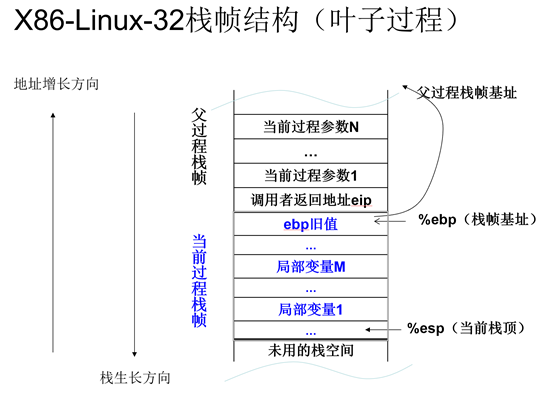 X86-Linux-32栈帧结构（叶子过程）
地址增长方向
父过程栈帧基址
父过程栈帧
当前过程参数N
...
当前过程参数1
调用者返回地址eip
ebp旧值
%ebp（栈帧基址）
当前过程栈帧
...
局部变量M
...
局部变量1
...
%esp（当前栈顶）
未用的栈空间
栈生长方向